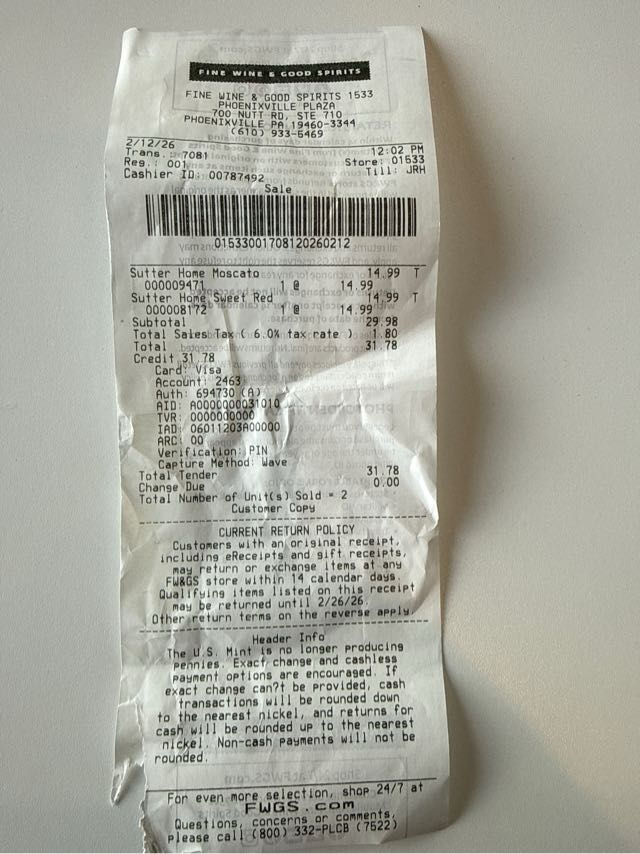 FINE WINE & GOOD SPIRITS
FINE WINE & GOOD SPIRITS 1533
PHOENIXVILLE PLAZA
700 NUTT RD, STE 710
PHOENIXVILLE PA 19460-3344
(610) 933-5469
2/12/26 12:02 PM
Trans.: 7081 Store: 01533
Reg.: 001 Till: JRH
Cashier ID: 00787492
Sale
01533001708120260212
Sutter Home Moscato 14.99 T
000009471 1 @ 14.99
Sutter Home Sweet Red 14.99 T
000008172 1 @ 14.99
Subtotal 29.98
Total Sales Tax ( 6.0% tax rate ) 1.80
Total 31.78
Credit 31.78
Card: Visa
Account: 2463
Auth: 694730 (A)
AID: A0000000031010
TVR: 0000000000
IAD: 06011203A00000
ARC: 00
Verification: PIN
Capture Method: Wave
Total Tender 31.78
Change Due 0.00
Total Number of Unit(s) Sold = 2
Customer Copy
CURRENT RETURN POLICY
Customers with an original receipt,
including eReceipts and gift receipts,
may return or exchange items at any
FW&GS store within 14 calendar days.
Qualifying items listed on this receipt
may be returned until 2/26/26.
Other return terms on the reverse apply.
Header Info
The U.S. Mint is no longer producing
pennies. Exact change and cashless
payment options are encouraged. If
exact change can?t be provided, cash
transactions will be rounded down
to the nearest nickel, and returns for
cash will be rounded up to the nearest
nickel. Non-cash payments will not be
rounded.
For even more selection, shop 24/7 at
FWGS.com
Questions, concerns or comments,
please call (800) 332-PLCB (7522)